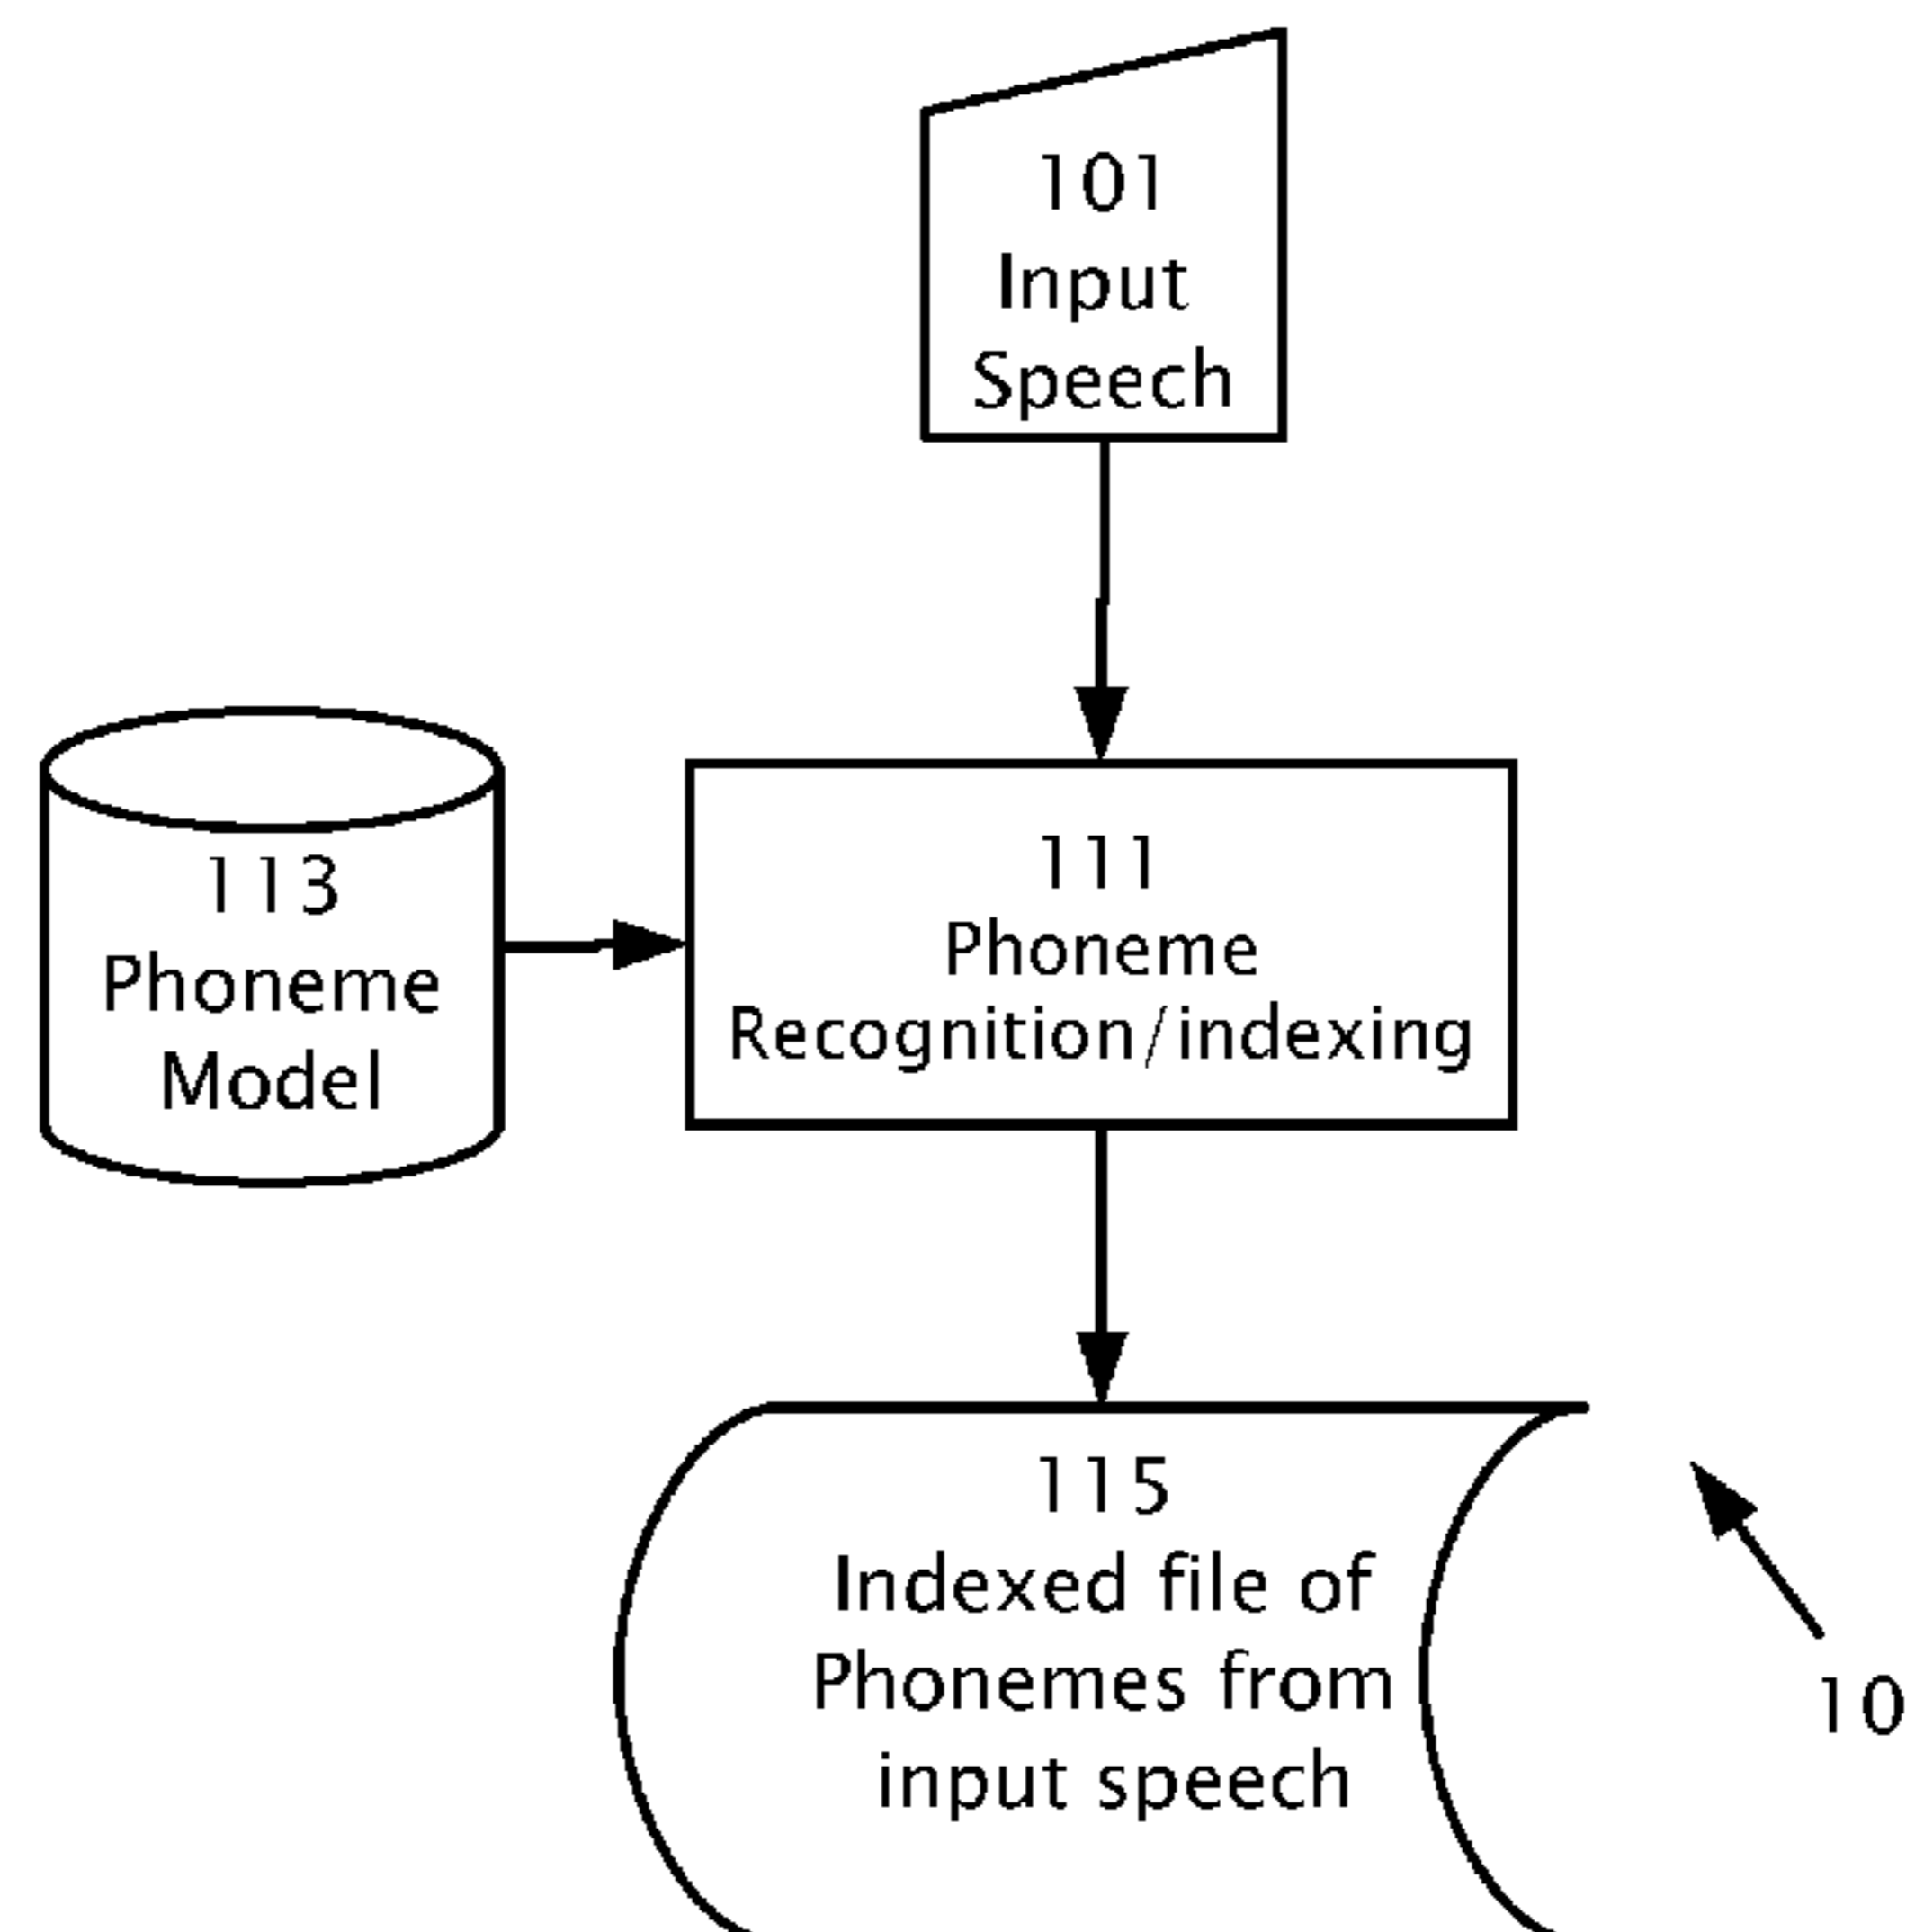 101
Input
Speech
113
Phoneme
Model
111
Phoneme
Recognition/indexing
115
Indexed file of
Phonemes from
input speech
10